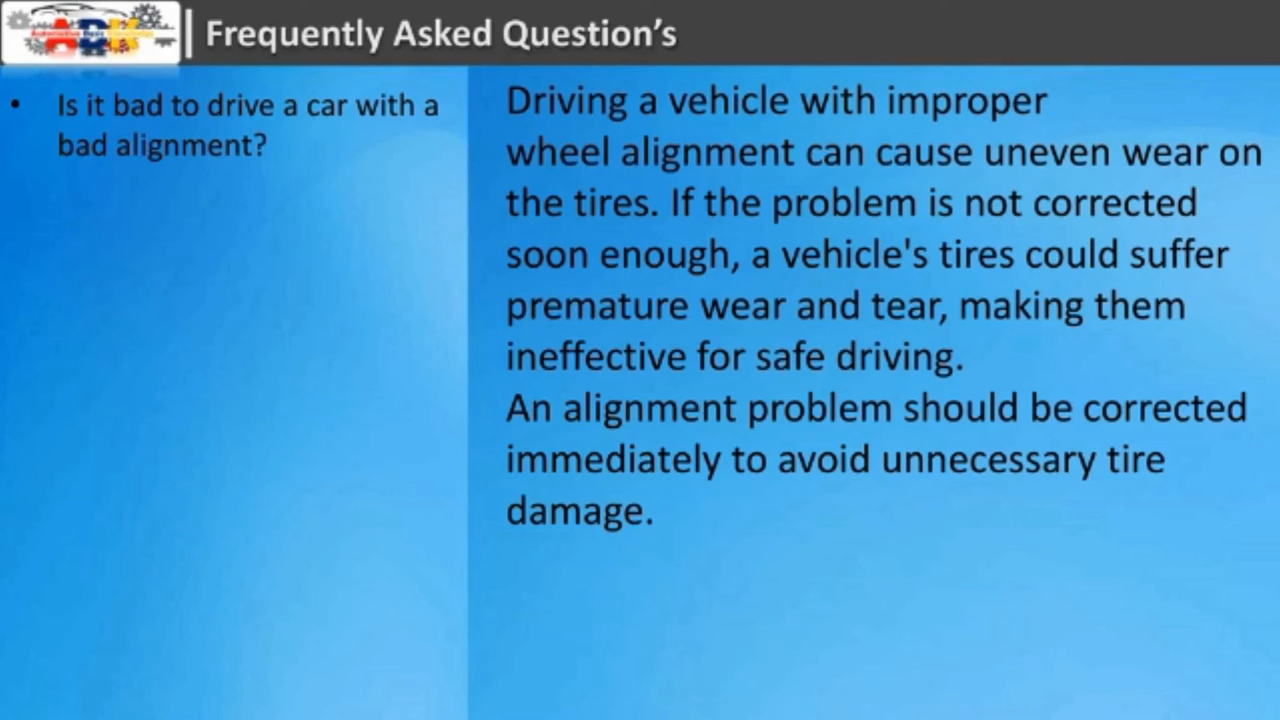 Frequently Asked Question's
• Is it bad to drive a car with a
bad alignment?
Driving a vehicle with improper
wheel alignment can cause uneven wear on
the tires. If the problem is not corrected
soon enough, a vehicle's tires could suffer
premature wear and tear, making them
ineffective for safe driving.
An alignment problem should be corrected
immediately to avoid unnecessary tire
damage.